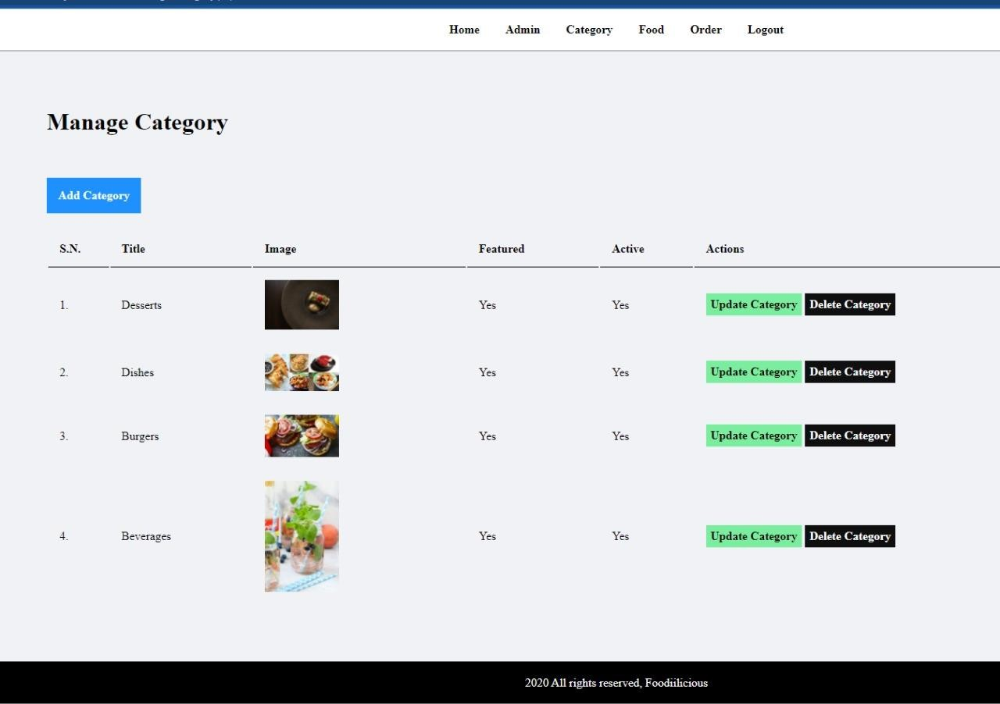 Home Admin Category Food Order Logout
Manage Category
Add Category
S.N. Title Image Featured Active Actions
1. Desserts Yes Yes Update Category Delete Category
2. Dishes Yes Yes Update Category Delete Category
3. Burgers Yes Yes Update Category Delete Category
4. Beverages Yes Yes Update Category Delete Category
2020 All rights reserved, Foodiilicious